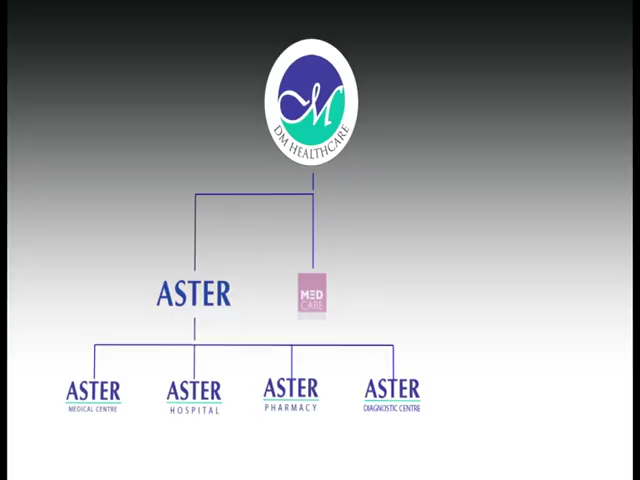 DM HEALTHCARE
ASTER
MED
CARE
ASTER
MEDICAL CENTRE
ASTER
HOSPITAL
ASTER
PHARMACY
ASTER
DIAGNOSTIC CENTRE